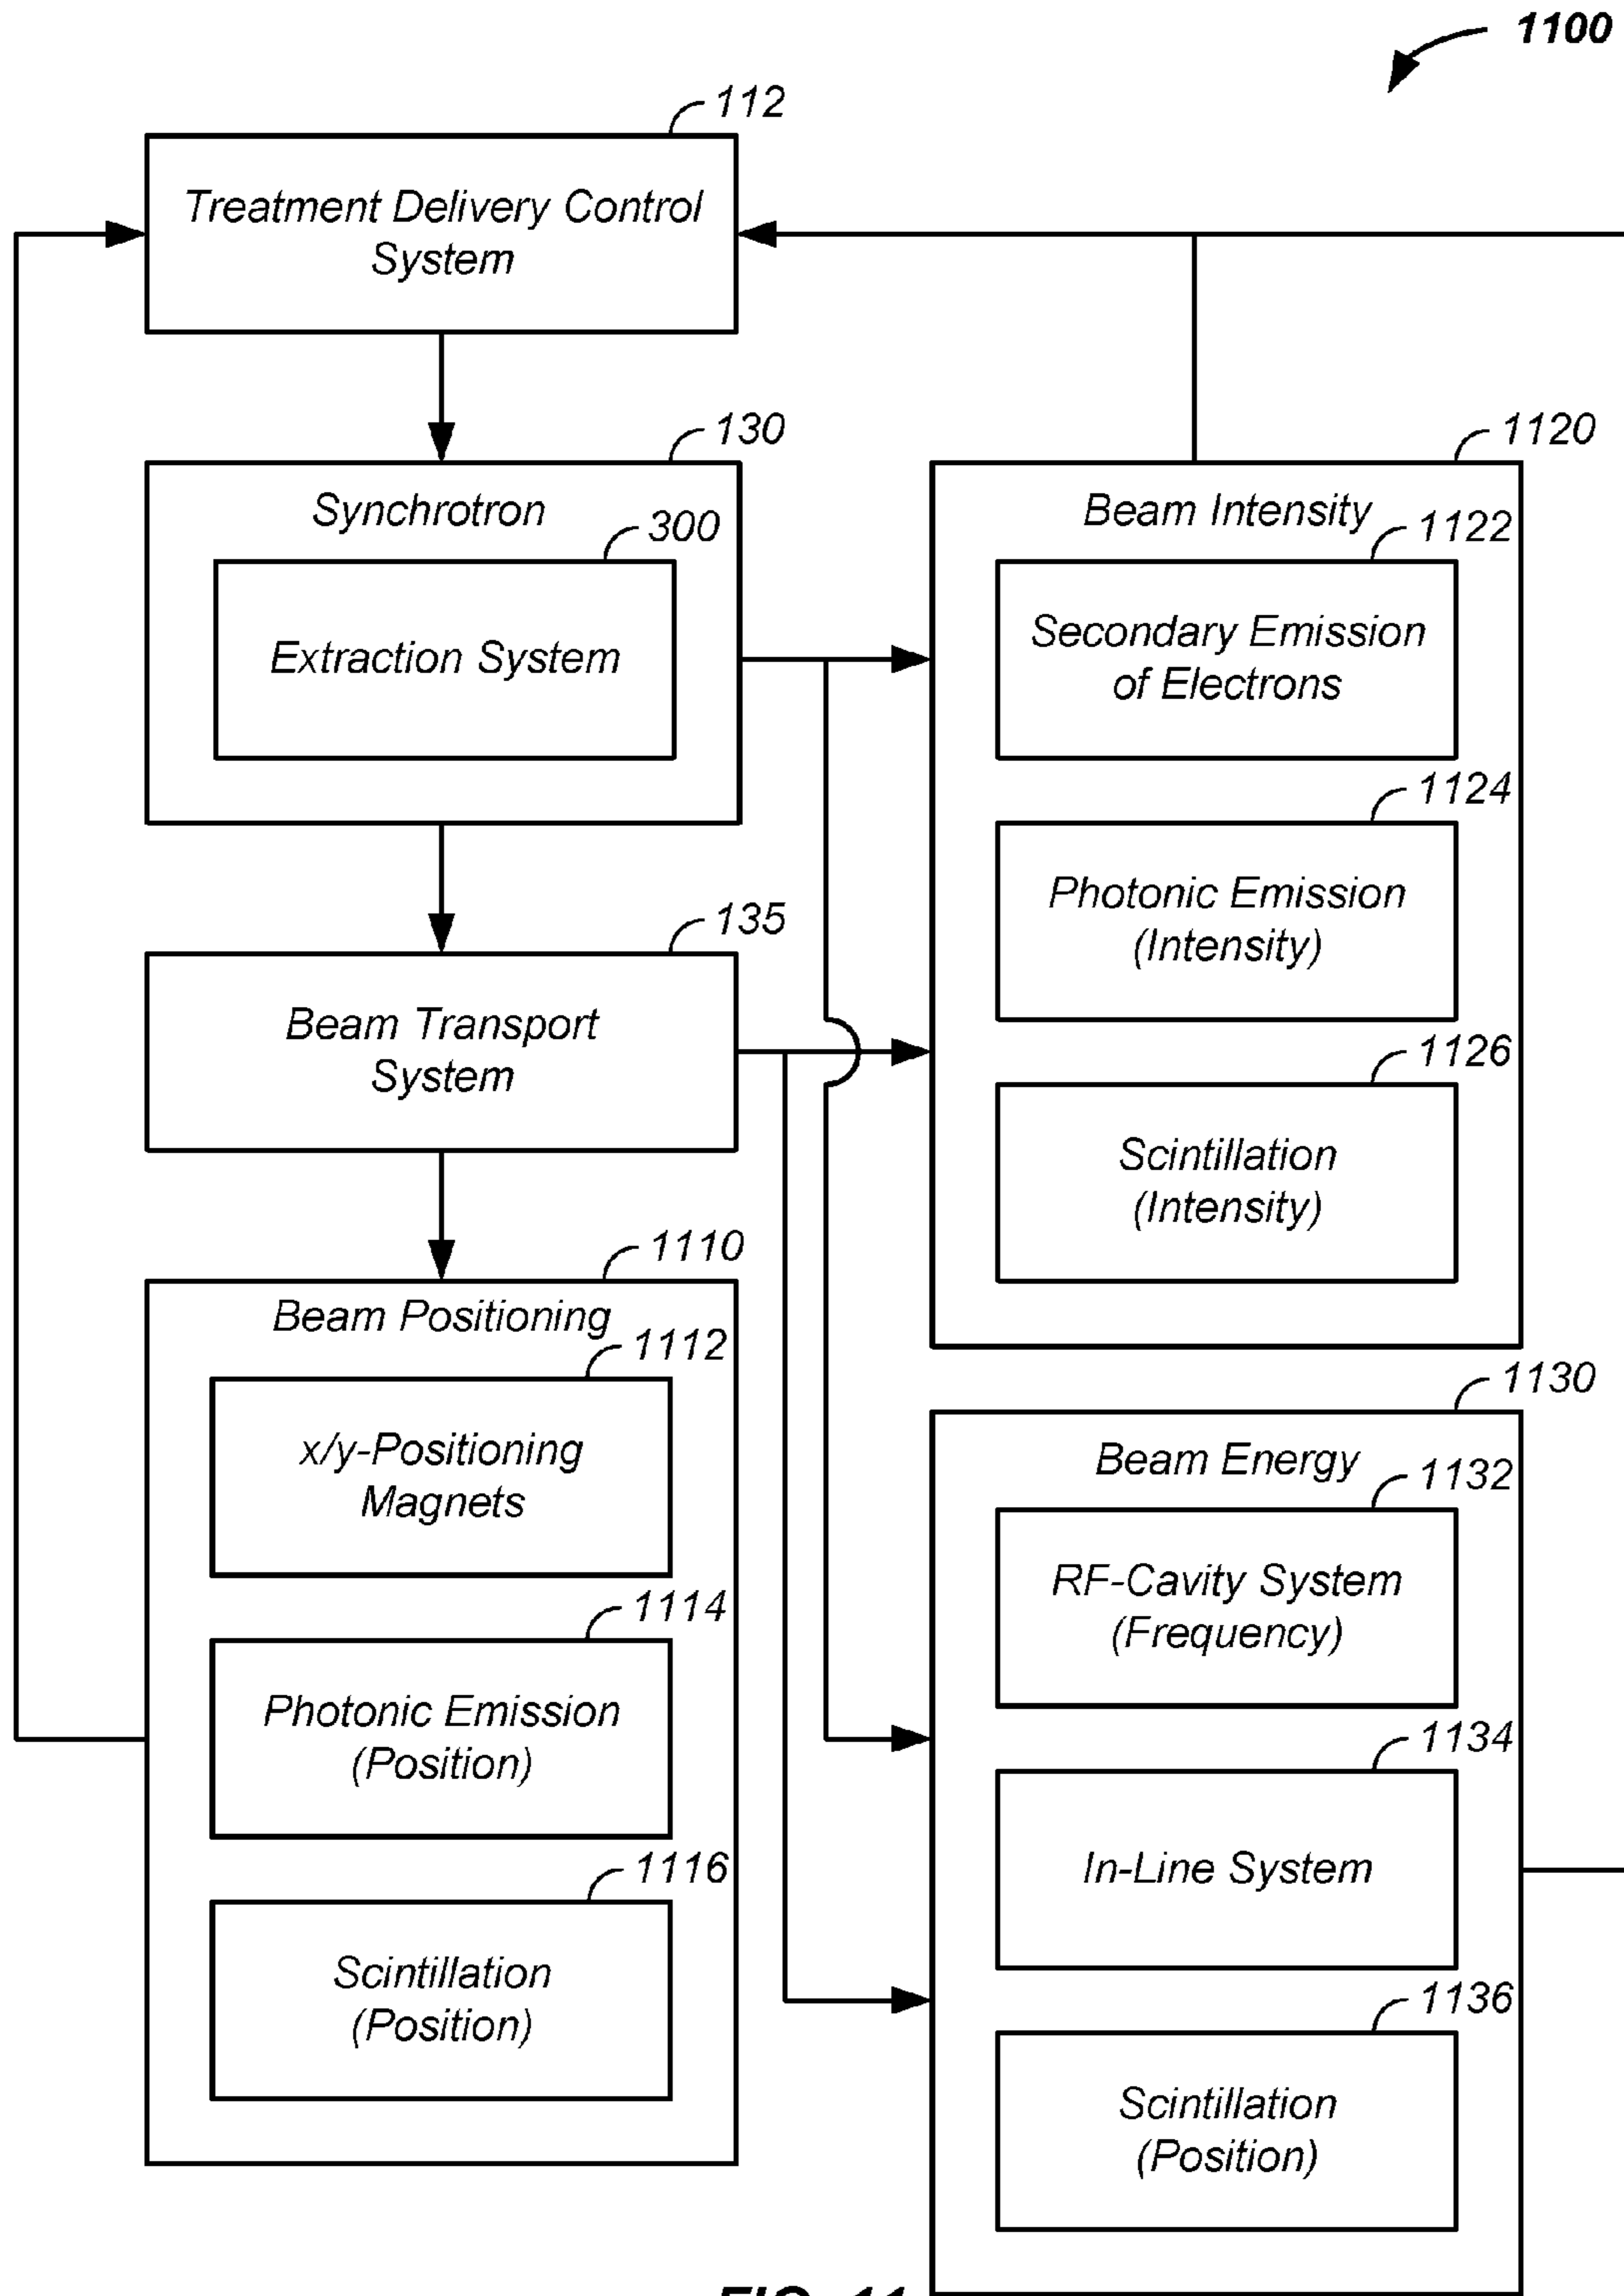 1100
112
Treatment Delivery Control
System
130
Synchrotron
300
Extraction System
135
Beam Transport
System
1110
Beam Positioning
1112
x/y-Positioning
Magnets
1114
Photonic Emission
(Position)
1116
Scintillation
(Position)
1120
Beam Intensity
1122
Secondary Emission
of Electrons
1124
Photonic Emission
(Intensity)
1126
Scintillation
(Intensity)
1130
Beam Energy
1132
RF-Cavity System
(Frequency)
1134
In-Line System
1136
Scintillation
(Position)
FIG. 11